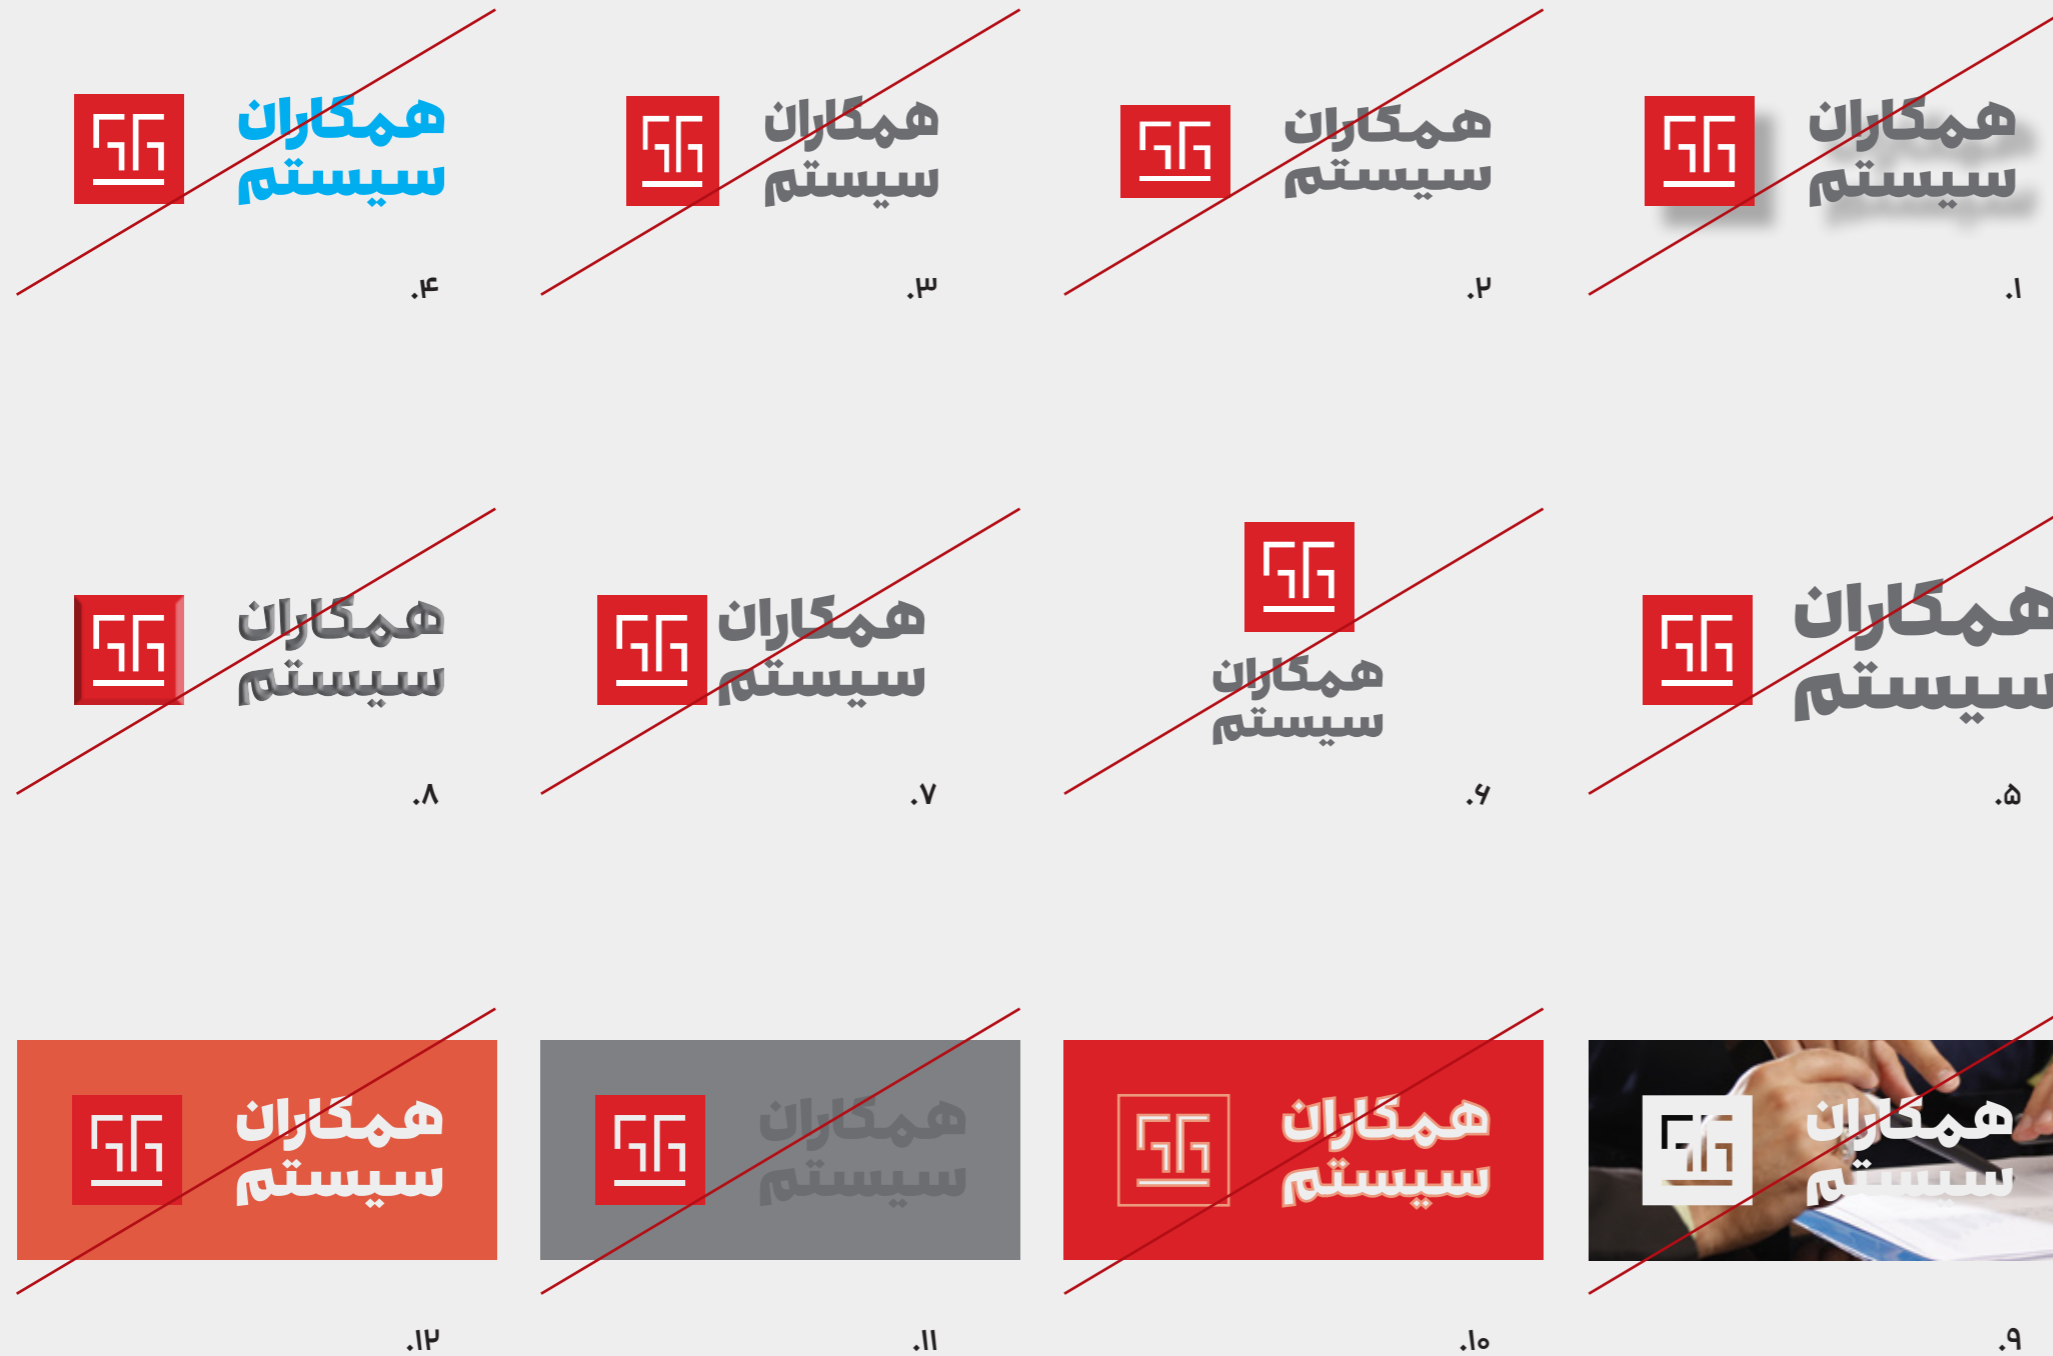 همکاران
سیستم
۱.
همکاران
سیستم
۲.
همکاران
سیستم
۳.
همکاران
سیستم
۴.
همکاران
سیستم
۵.
همکاران
سیستم
۶.
همکاران
سیستم
۷.
همکاران
سیستم
۸.
همکاران
سیستم
۹.
همکاران
سیستم
۱۰.
همکاران
سیستم
۱۱.
همکاران
سیستم
۱۲.